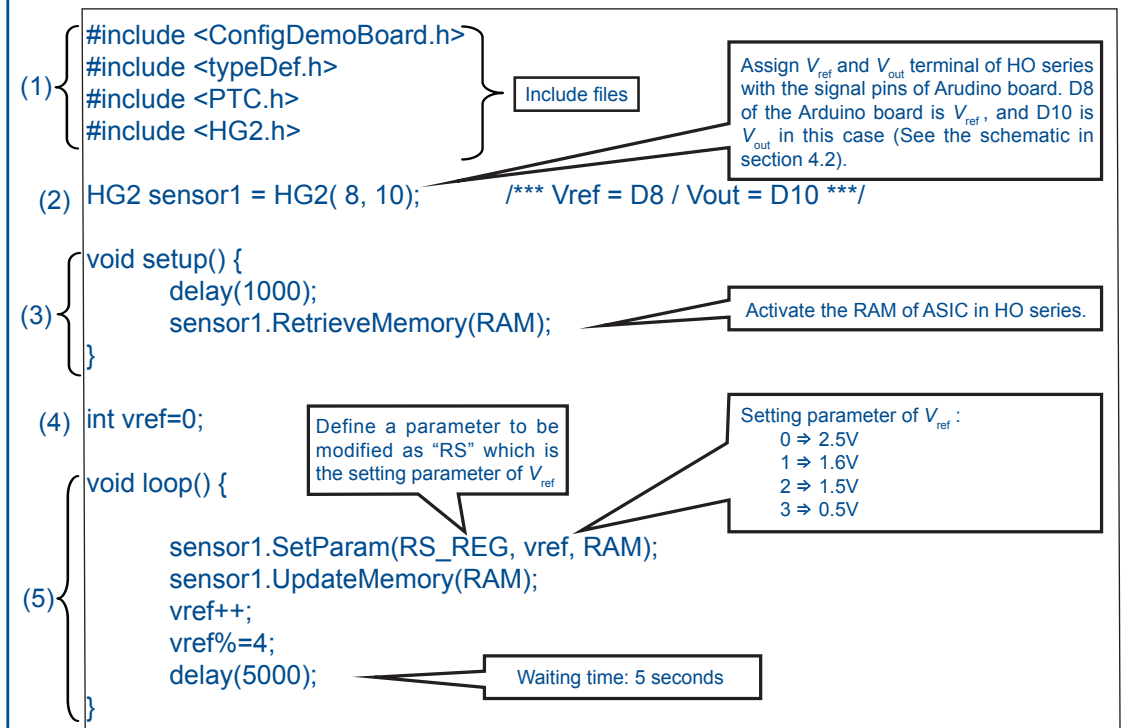 (1)
#include <ConfigDemoBoard.h>
#include <typeDef.h>
#include <PTC.h>
#include <HG2.h>
Include files
Assign Vref and Vout terminal of HO series
with the signal pins of Arudino board. D8
of the Arduino board is Vref , and D10 is
Vout in this case (See the schematic in
section 4.2).
(2) HG2 sensor1 = HG2( 8, 10); /*** Vref = D8 / Vout = D10 ***/
(3)
void setup() {
delay(1000);
sensor1.RetrieveMemory(RAM);
}
Activate the RAM of ASIC in HO series.
(4) int vref=0;
Define a parameter to be
modified as “RS” which is
the setting parameter of Vref
Setting parameter of Vref :
0 ⇒ 2.5V
1 ⇒ 1.6V
2 ⇒ 1.5V
3 ⇒ 0.5V
(5)
void loop() {
sensor1.SetParam(RS_REG, vref, RAM);
sensor1.UpdateMemory(RAM);
vref++;
vref%=4;
delay(5000);
Waiting time: 5 seconds
}